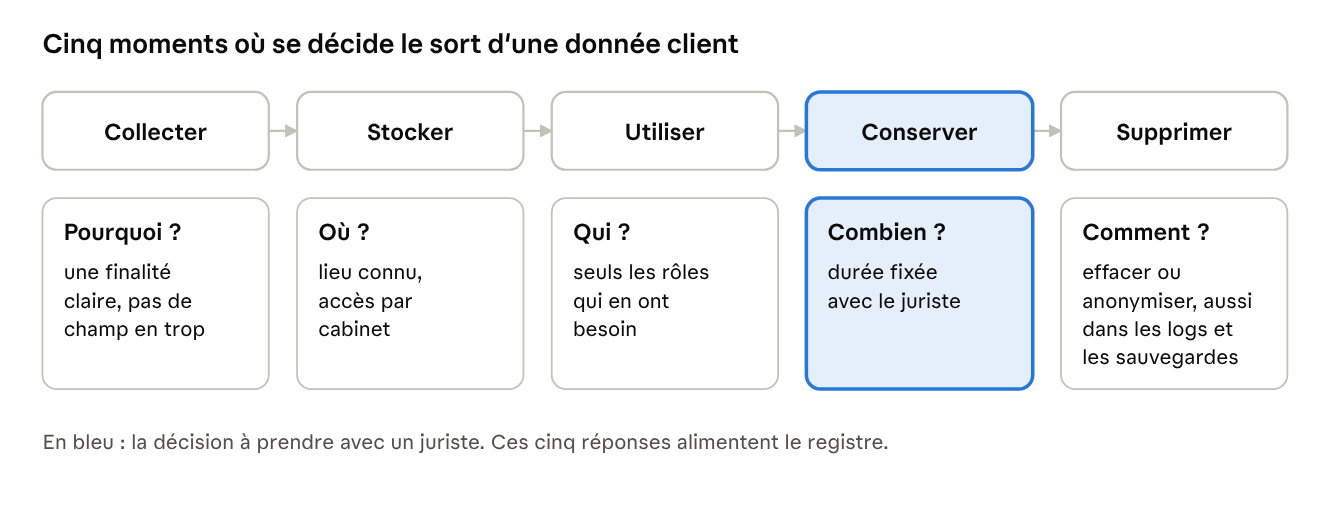 Cinq moments où se décide le sort d'une donnée client
Collecter
Stocker
Utiliser
Conserver
Supprimer
Pourquoi ?
une finalité
claire, pas de
champ en trop
Où ?
lieu connu,
accès par
cabinet
Qui ?
seuls les rôles
qui en ont
besoin
Combien ?
durée fixée
avec le juriste
Comment ?
effacer ou
anonymiser, aussi
dans les logs et
les sauvegardes
En bleu : la décision à prendre avec un juriste. Ces cinq réponses alimentent le registre.